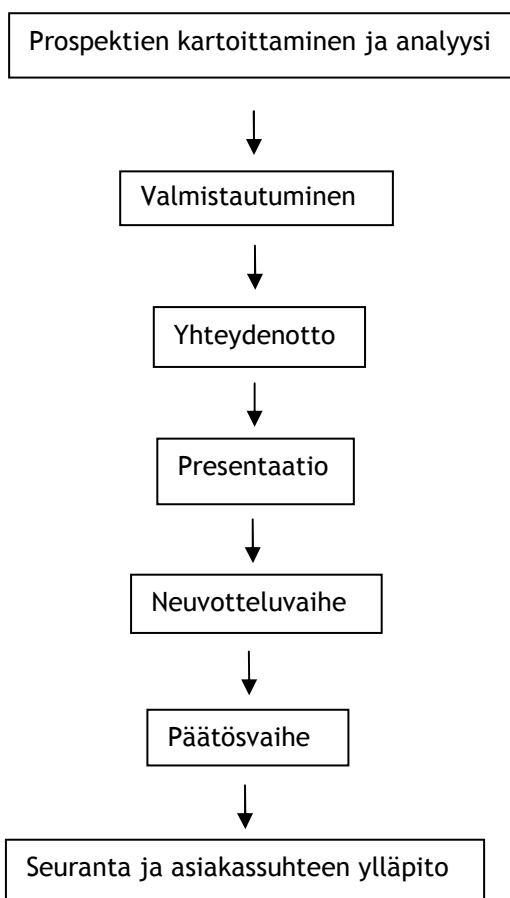 Prospektien kartoittaminen ja analyysi
Valmistautuminen
Yhteydenotto
Presentaatio
Neuvotteluvaihe
Päätösvaihe
Seuranta ja asiakassuhteen ylläpito